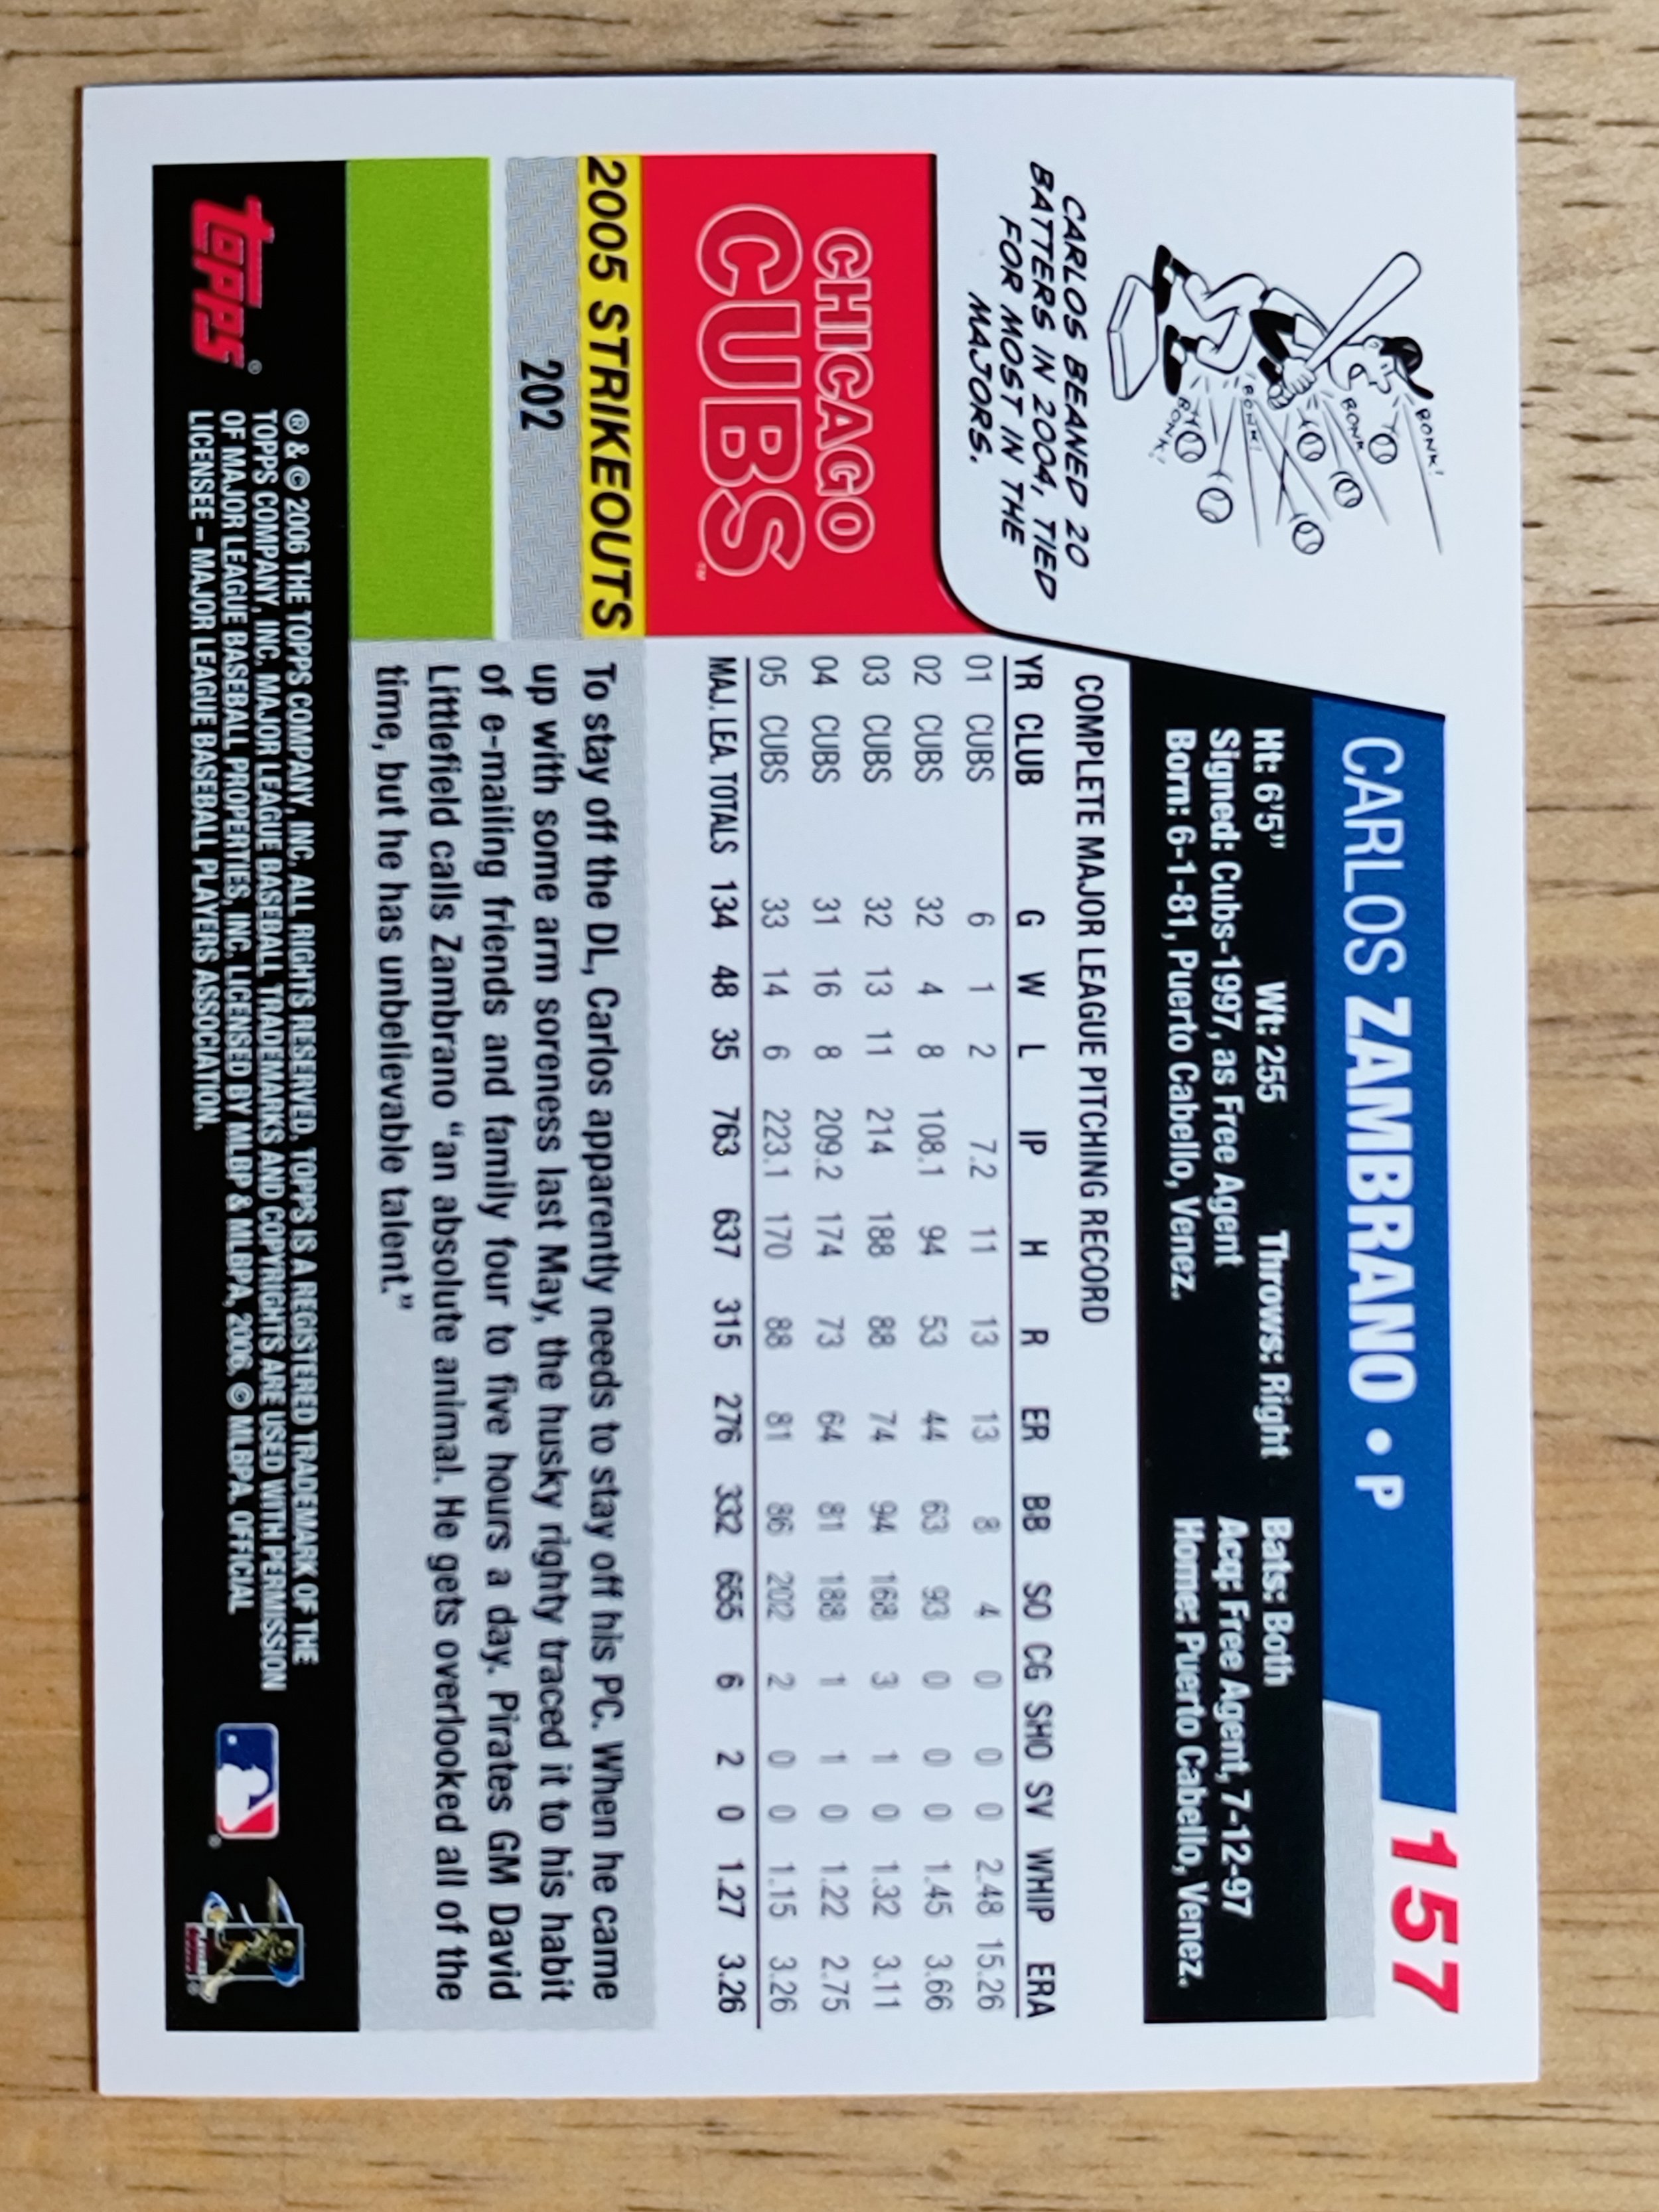 157
CARLOS ZAMBRANO • P
Ht: 6'5" Wt: 255 Throws: Right Bats: Both
Signed: Cubs-1997, as Free Agent Acq: Free Agent, 7-12-97
Born: 6-1-81, Puerto Cabello, Venez. Home: Puerto Cabello, Venez.
BONK!
BONK
BONK!
BONK!
CARLOS BEANED 20
BATTERS IN 2004, TIED
FOR MOST IN THE
MAJORS.
COMPLETE MAJOR LEAGUE PITCHING RECORD
YR CLUB G W L IP H R ER BB SO CG SHO SV WHIP ERA
01 CUBS 6 1 2 7.2 11 13 13 8 4 0 0 0 2.48 15.26
02 CUBS 32 4 8 108.1 94 53 44 63 93 0 0 0 1.45 3.66
03 CUBS 32 13 11 214 188 88 74 94 168 3 1 0 1.32 3.11
04 CUBS 31 16 8 209.2 174 73 64 81 188 1 1 0 1.22 2.75
05 CUBS 33 14 6 223.1 170 88 81 86 202 2 0 0 1.15 3.26
MAJ. LEA. TOTALS 134 48 35 763 637 315 276 332 655 6 2 0 1.27 3.26
CHICAGO
CUBS™
2005 STRIKEOUTS
202
To stay off the DL, Carlos apparently needs to stay off his PC. When he came
up with some arm soreness last May, the husky righty traced it to his habit
of e-mailing friends and family four to five hours a day. Pirates GM David
Littlefield calls Zambrano "an absolute animal. He gets overlooked all of the
time, but he has unbelievable talent."
topps®
® & © 2006 THE TOPPS COMPANY, INC. ALL RIGHTS RESERVED. TOPPS IS A REGISTERED TRADEMARK OF THE
TOPPS COMPANY, INC. MAJOR LEAGUE BASEBALL TRADEMARKS AND COPYRIGHTS ARE USED WITH PERMISSION
OF MAJOR LEAGUE BASEBALL PROPERTIES, INC. LICENSED BY MLBP & MLBPA, 2006. © MLBPA. OFFICIAL
LICENSEE – MAJOR LEAGUE BASEBALL PLAYERS ASSOCIATION.